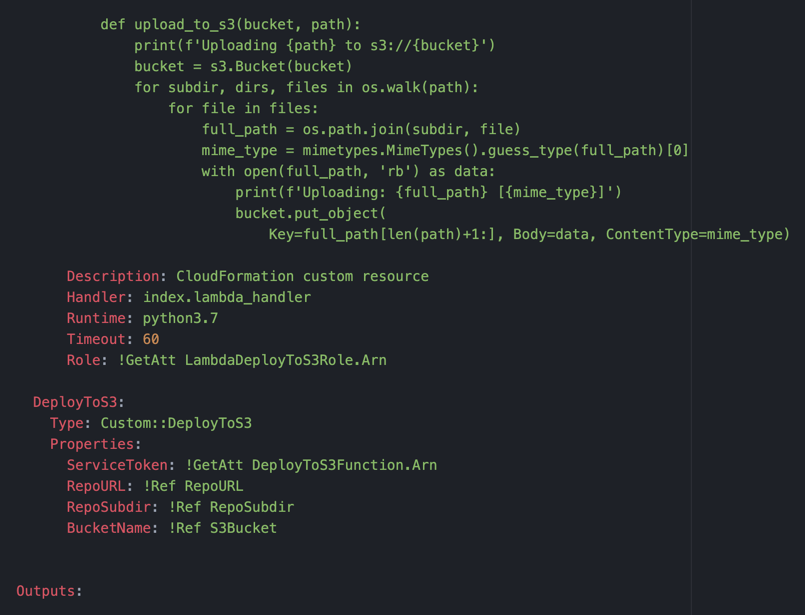 def upload_to_s3(bucket, path):
print(f'Uploading {path} to s3://{bucket}')
bucket = s3.Bucket(bucket)
for subdir, dirs, files in os.walk(path):
for file in files:
full_path = os.path.join(subdir, file)
mime_type = mimetypes.MimeTypes().guess_type(full_path)[0]
with open(full_path, 'rb') as data:
print(f'Uploading: {full_path} [{mime_type}]')
bucket.put_object(
Key=full_path[len(path)+1:], Body=data, ContentType=mime_type)
Description: CloudFormation custom resource
Handler: index.lambda_handler
Runtime: python3.7
Timeout: 60
Role: !GetAtt LambdaDeployToS3Role.Arn
DeployToS3:
Type: Custom::DeployToS3
Properties:
ServiceToken: !GetAtt DeployToS3Function.Arn
RepoURL: !Ref RepoURL
RepoSubdir: !Ref RepoSubdir
BucketName: !Ref S3Bucket
Outputs: